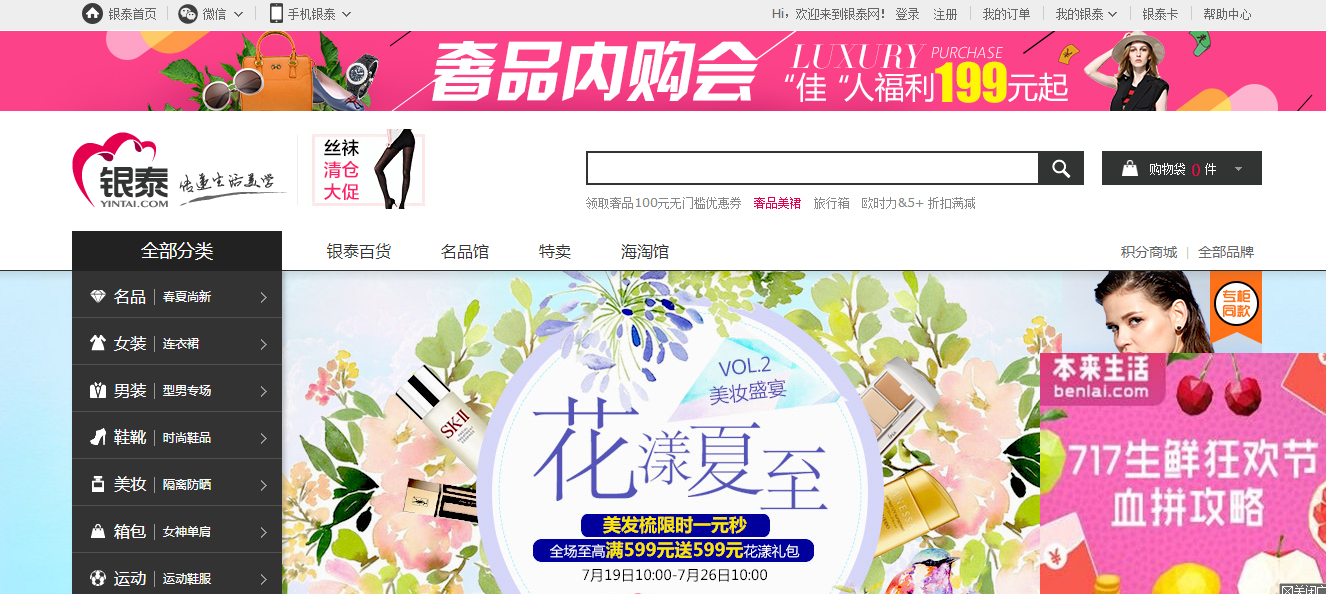 银泰首页 微信 手机银泰 Hi，欢迎来到银泰网! 登录 注册 我的订单 我的银泰 银泰卡 帮助中心
奢品内购会
LUXURY PURCHASE
“佳“人福利199元起
银泰
YINTAI.COM
传递生活美学
丝袜
清仓
大促
购物袋 0 件
领取奢品100元无门槛优惠券 奢品美裙 旅行箱 欧时力&5+ 折扣满减
全部分类 银泰百货 名品馆 特卖 海淘馆 积分商城 全部品牌
名品 春夏尚新
女装 连衣裙
男装 型男专场
鞋靴 时尚鞋品
美妆 隔离防晒
箱包 女神单肩
运动 运动鞋服
VOL.2
美妆盛宴
花漾夏至
美发梳限时一元秒
全场至高满599元送599元花漾礼包
7月19日10:00-7月26日10:00
SK-II
专柜
同款
本来生活
benlai.com
717生鲜狂欢节
血拼攻略